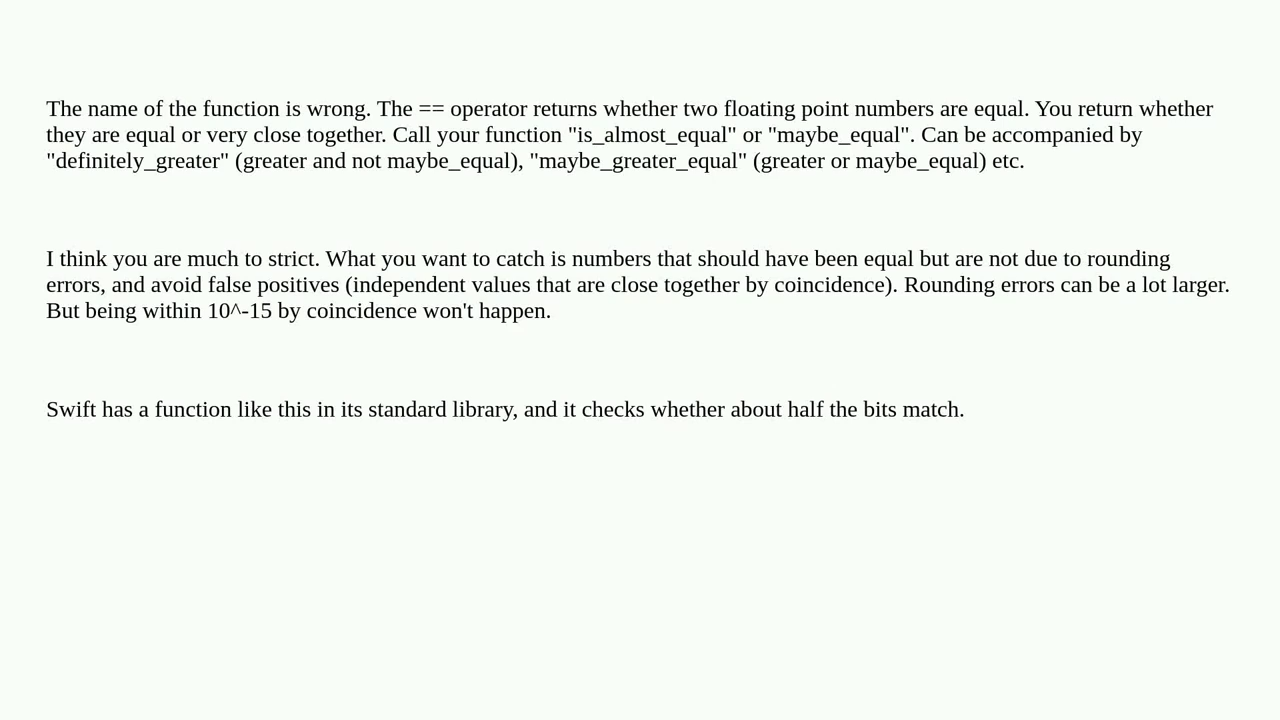 The name of the function is wrong. The == operator returns whether two floating point numbers are equal. You return whether
they are equal or very close together. Call your function "is_almost_equal" or "maybe_equal". Can be accompanied by
"definitely_greater" (greater and not maybe_equal), "maybe_greater_equal" (greater or maybe_equal) etc.
I think you are much to strict. What you want to catch is numbers that should have been equal but are not due to rounding
errors, and avoid false positives (independent values that are close together by coincidence). Rounding errors can be a lot larger.
But being within 10^-15 by coincidence won't happen.
Swift has a function like this in its standard library, and it checks whether about half the bits match.